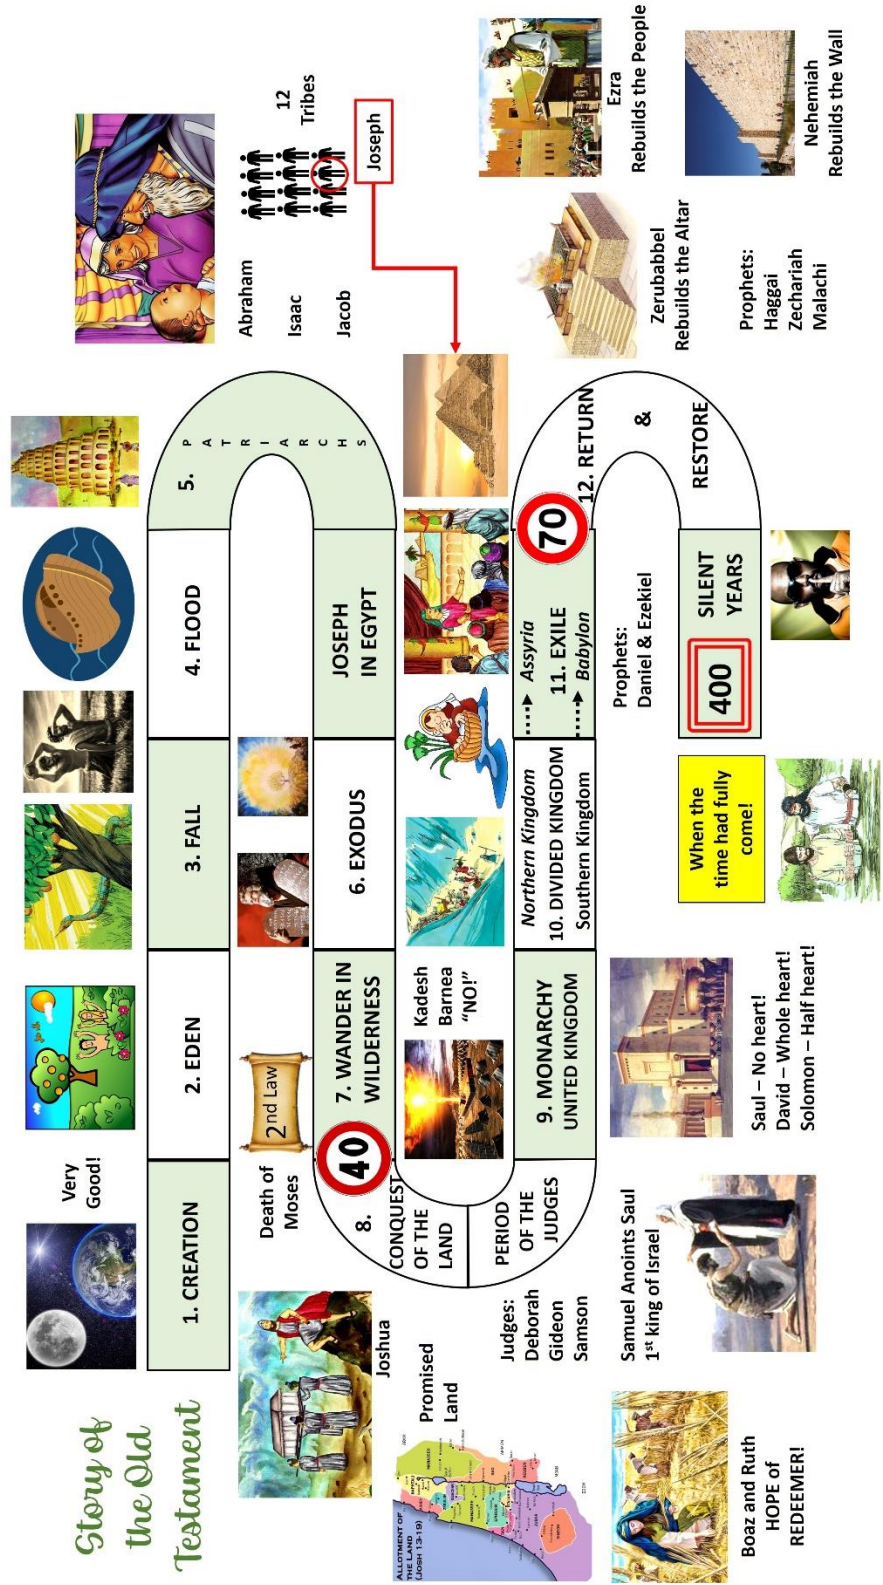 Story of
the Old
Testament
Very
Good!
1. CREATION
2. EDEN
3. FALL
4. FLOOD
5.
PATRIARCHS
Abraham
Isaac
Jacob
12
Tribes
Joseph
Death of
Moses
2nd Law
Joshua
8.
CONQUEST
OF THE
LAND
40
7. WANDER IN
WILDERNESS
6. EXODUS
JOSEPH
IN EGYPT
Promised
Land
ALLOTMENT OF
THE LAND
(JOSH 13-19)
Kadesh
Barnea
“NO!”
PERIOD
OF THE
JUDGES
9. MONARCHY
UNITED KINGDOM
Northern Kingdom
10. DIVIDED KINGDOM
Southern Kingdom
Assyria
11. EXILE
Babylon
70
12. RETURN
&
RESTORE
Judges:
Deborah
Gideon
Samson
Boaz and Ruth
HOPE of
REDEEMER!
Samuel Anoints Saul
1st king of Israel
Saul – No heart!
David – Whole heart!
Solomon – Half heart!
Prophets:
Daniel & Ezekiel
Zerubabbel
Rebuilds the Altar
Ezra
Rebuilds the People
Nehemiah
Rebuilds the Wall
Prophets:
Haggai
Zechariah
Malachi
When the
time had fully
come!
400
SILENT
YEARS